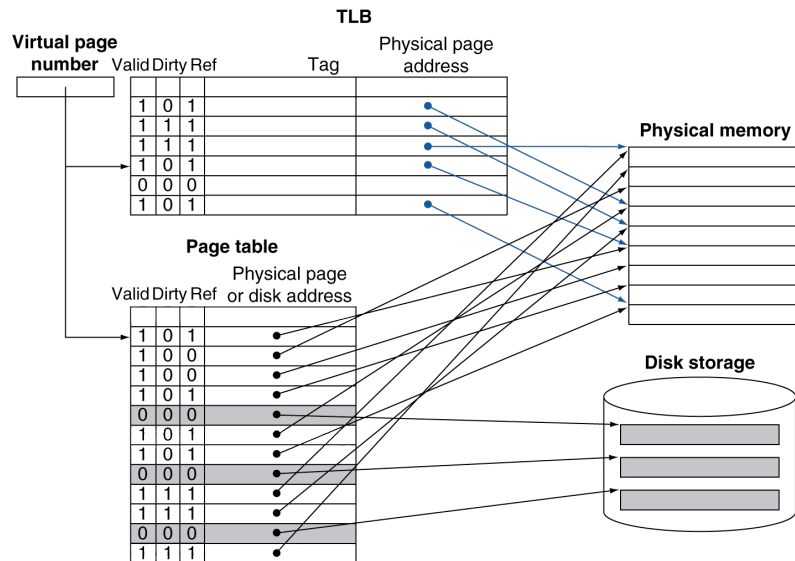 TLB
Virtual page
number
Physical page
address
Valid Dirty Ref
Tag
1 0 1
1 1 1
1 1 1
1 0 1
0 0 0
1 0 1
Physical memory
Page table
Physical page
or disk address
Valid Dirty Ref
1 0 1
1 0 0
1 0 0
1 0 1
0 0 0
1 0 1
1 0 1
0 0 0
1 1 1
1 1 1
0 0 0
1 1 1
Disk storage